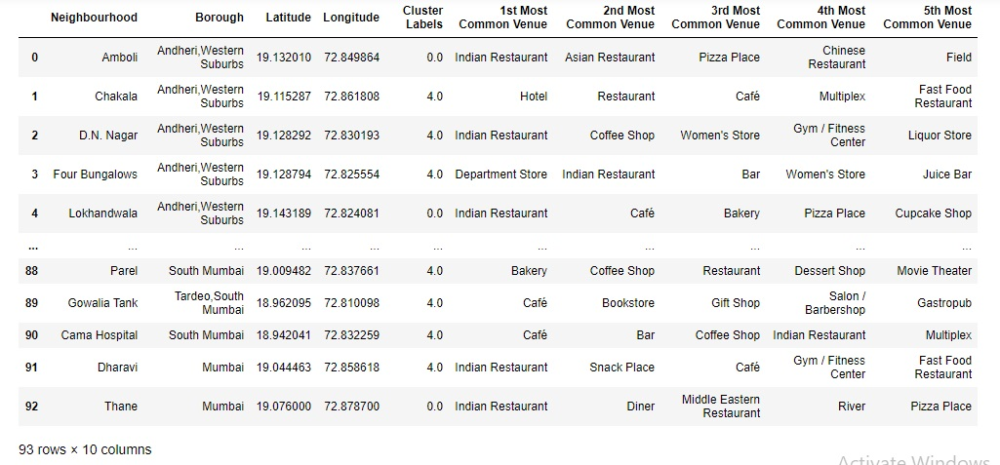 Neighbourhood Borough Latitude Longitude Cluster Labels 1st Most Common Venue 2nd Most Common Venue 3rd Most Common Venue 4th Most Common Venue 5th Most Common Venue
0 Amboli Andheri,Western Suburbs 19.132010 72.849864 0.0 Indian Restaurant Asian Restaurant Pizza Place Chinese Restaurant Field
1 Chakala Andheri,Western Suburbs 19.115287 72.861808 4.0 Hotel Restaurant Café Multiplex Fast Food Restaurant
2 D.N. Nagar Andheri,Western Suburbs 19.128292 72.830193 4.0 Indian Restaurant Coffee Shop Women's Store Gym / Fitness Center Liquor Store
3 Four Bungalows Andheri,Western Suburbs 19.128794 72.825554 4.0 Department Store Indian Restaurant Bar Women's Store Juice Bar
4 Lokhandwala Andheri,Western Suburbs 19.143189 72.824081 0.0 Indian Restaurant Café Bakery Pizza Place Cupcake Shop
... ... ... ... ... ... ... ... ... ... ...
88 Parel South Mumbai 19.009482 72.837661 4.0 Bakery Coffee Shop Restaurant Dessert Shop Movie Theater
89 Gowalia Tank Tardeo,South Mumbai 18.962095 72.810098 4.0 Café Bookstore Gift Shop Salon / Barbershop Gastropub
90 Cama Hospital South Mumbai 18.942041 72.832259 4.0 Café Bar Coffee Shop Indian Restaurant Multiplex
91 Dharavi Mumbai 19.044463 72.858618 4.0 Indian Restaurant Snack Place Café Gym / Fitness Center Fast Food Restaurant
92 Thane Mumbai 19.076000 72.878700 0.0 Indian Restaurant Diner Middle Eastern Restaurant River Pizza Place
93 rows × 10 columns
Activate Windows